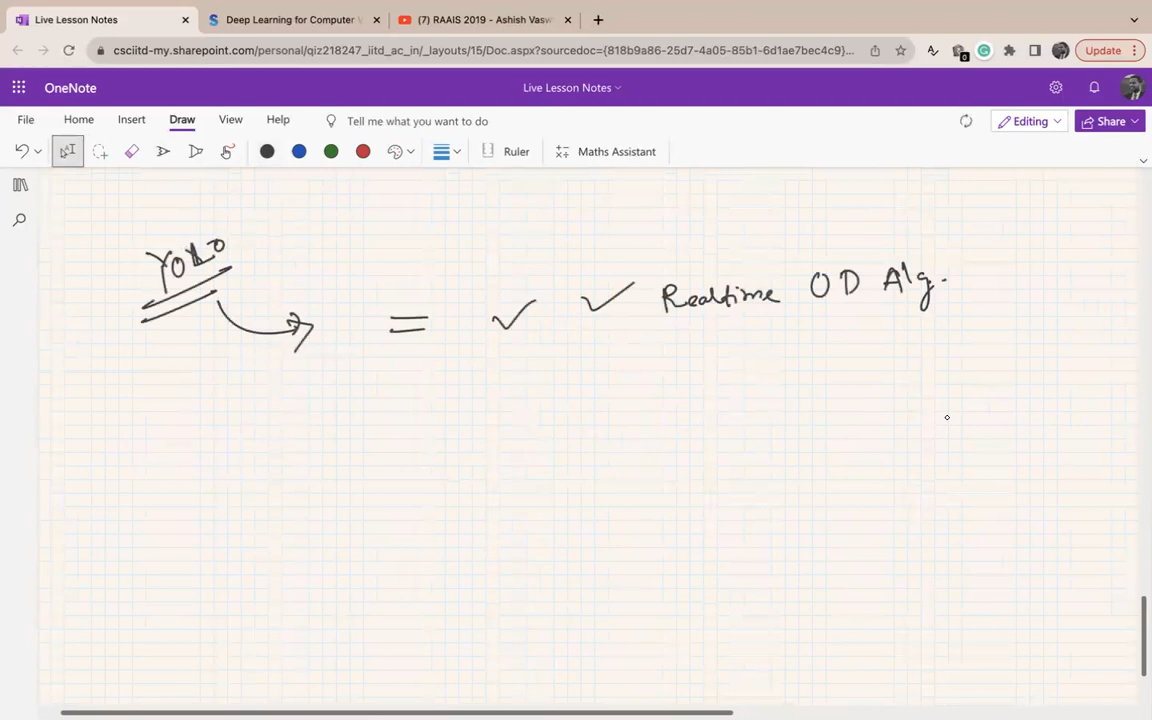 Live Lesson Notes
Deep Learning for Computer V
(7) RAAIS 2019 - Ashish Vasw
csciitd-my.sharepoint.com/personal/qiz218247_iitd_ac_in/_layouts/15/Doc.aspx?sourcedoc={818b9a86-25d7-4a05-85b1-6d1ae7bec4c9}...
0
Update
OneNote
Live Lesson Notes
File
Home
Insert
Draw
View
Help
Tell me what you want to do
Editing
Share
Ruler
Maths Assistant
YOLO
= ✓ ✓ Realtime OD Alg.